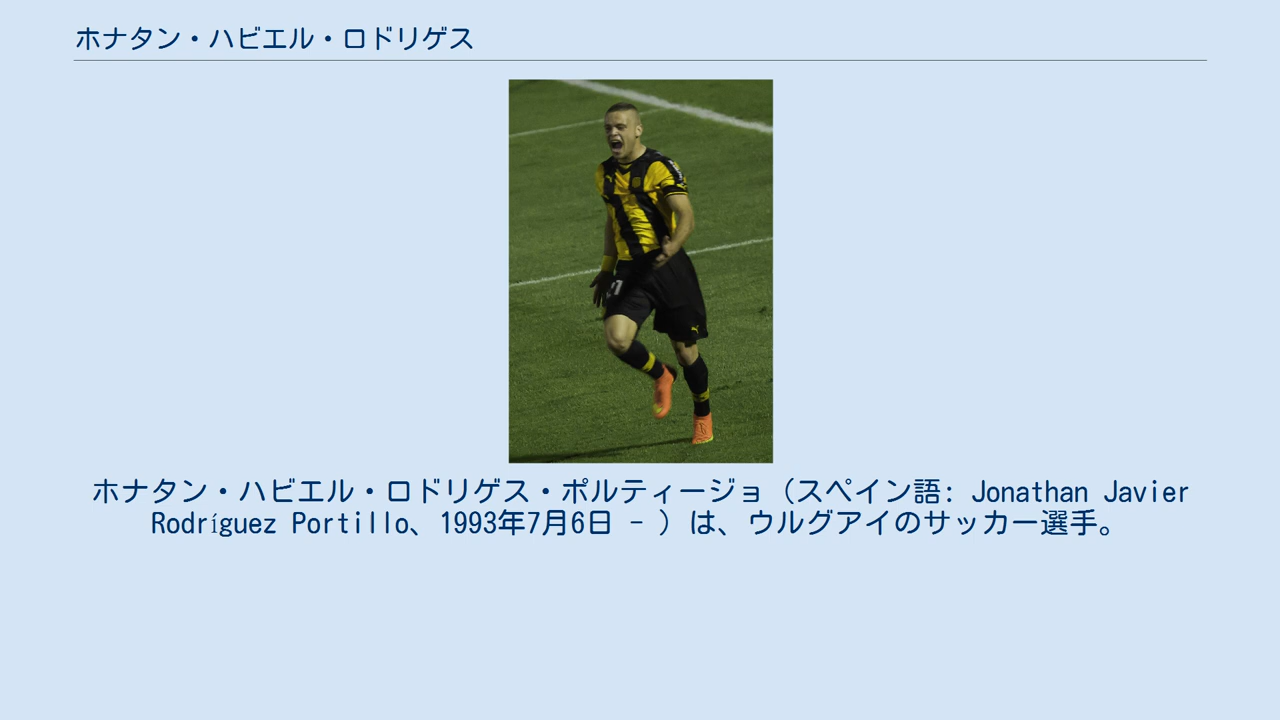 ホナタン・ハビエル・ロドリゲス
ホナタン・ハビエル・ロドリゲス・ポルティージョ（スペイン語: Jonathan Javier
Rodríguez Portillo、1993年7月6日 - ）は、ウルグアイのサッカー選手。